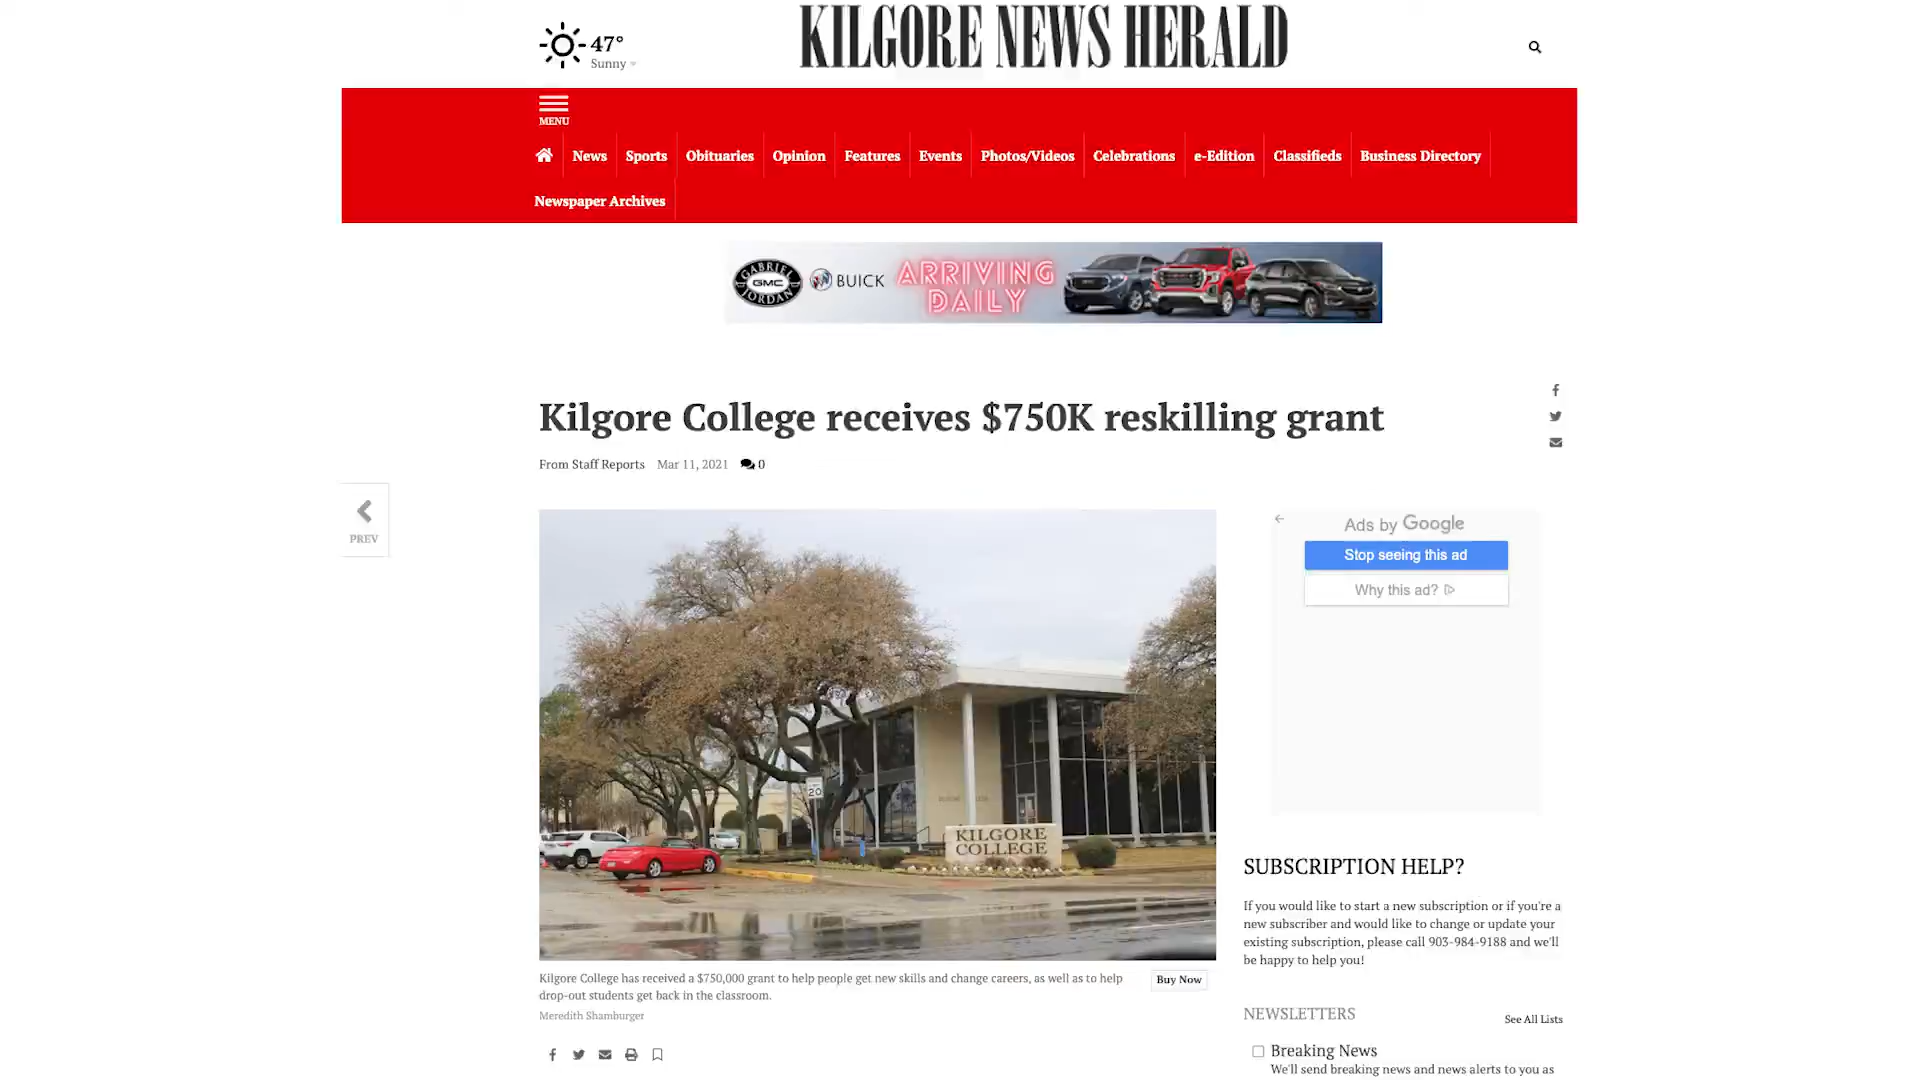 KILGORE NEWS HERALD
47°
Sunny
MENU
News Sports Obituaries Opinion Features Events Photos/Videos Celebrations e-Edition Classifieds Business Directory
Newspaper Archives
GABRIEL
GMC
JORDAN
BUICK
ARRIVING
DAILY
Kilgore College receives $750K reskilling grant
From Staff Reports Mar 11, 2021 0
PREV
Ads by Google
Stop seeing this ad
Why this ad?
20
KILGORE
COLLEGE
Kilgore College has received a $750,000 grant to help people get new skills and change careers, as well as to help
drop-out students get back in the classroom.
Buy Now
Meredith Shamburger
SUBSCRIPTION HELP?
If you would like to start a new subscription or if you're a
new subscriber and would like to change or update your
existing subscription, please call 903-984-9188 and we'll
be happy to help you!
NEWSLETTERS
See All Lists
Breaking News
We'll send breaking news and news alerts to you as